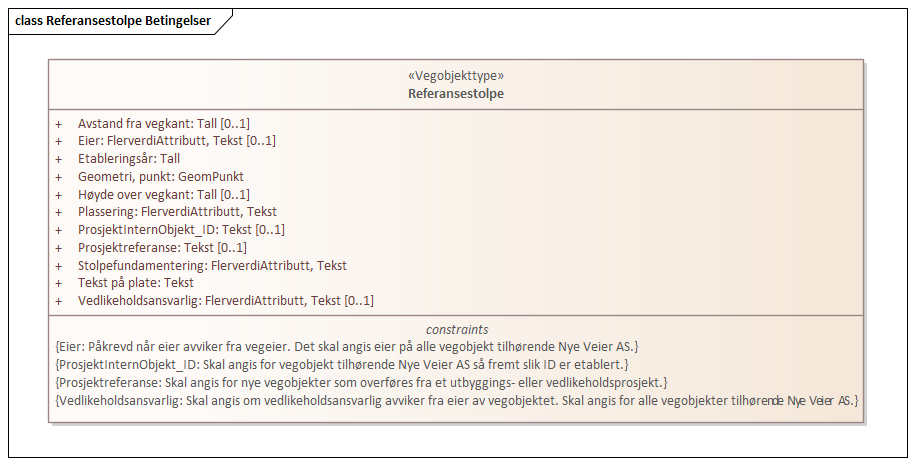 class Referansestolpe Betingelser
«Vegobjekttype»
Referansestolpe
+ Avstand fra vegkant: Tall [0..1]
+ Eier: FlerverdiAttributt, Tekst [0..1]
+ Etableringsår: Tall
+ Geometri, punkt: GeomPunkt
+ Høyde over vegkant: Tall [0..1]
+ Plassering: FlerverdiAttributt, Tekst
+ ProsjektInternObjekt_ID: Tekst [0..1]
+ Prosjektreferanse: Tekst [0..1]
+ Stolpefundamentering: FlerverdiAttributt, Tekst
+ Tekst på plate: Tekst
+ Vedlikeholdsansvarlig: FlerverdiAttributt, Tekst [0..1]
constraints
{Eier: Påkrevd når eier avviker fra vegeier. Det skal angis eier på alle vegobjekt tilhørende Nye Veier AS.}
{ProsjektInternObjekt_ID: Skal angis for vegobjekt tilhørende Nye Veier AS så fremt slik ID er etablert.}
{Prosjektreferanse: Skal angis for nye vegobjekter som overføres fra et utbyggings- eller vedlikeholdsprosjekt.}
{Vedlikeholdsansvarlig: Skal angis om vedlikeholdsansvarlig avviker fra eier av vegobjektet. Skal angis for alle vegobjekter tilhørende Nye Veier AS.}